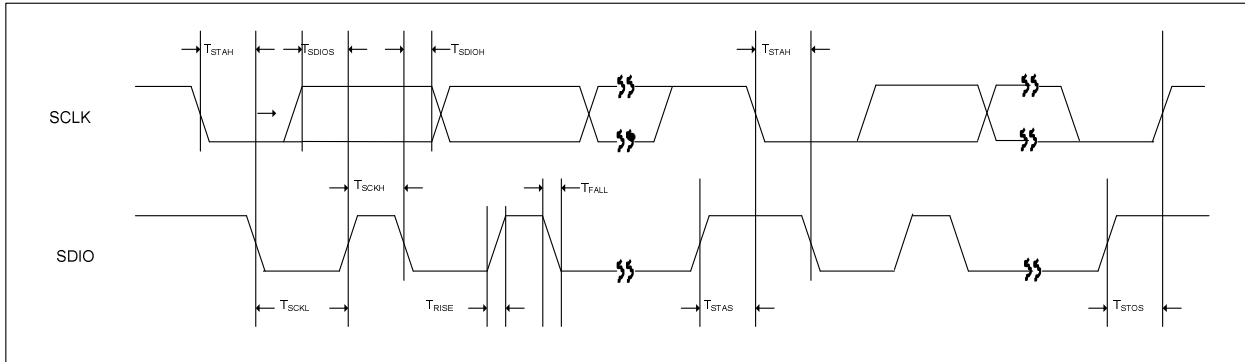 TSTAH
TSDIOS
TSDIOH
TSTAH
SCLK
TSCKH
TFALL
SDIO
TSCKL
TRISE
TSTAS
TSTOS